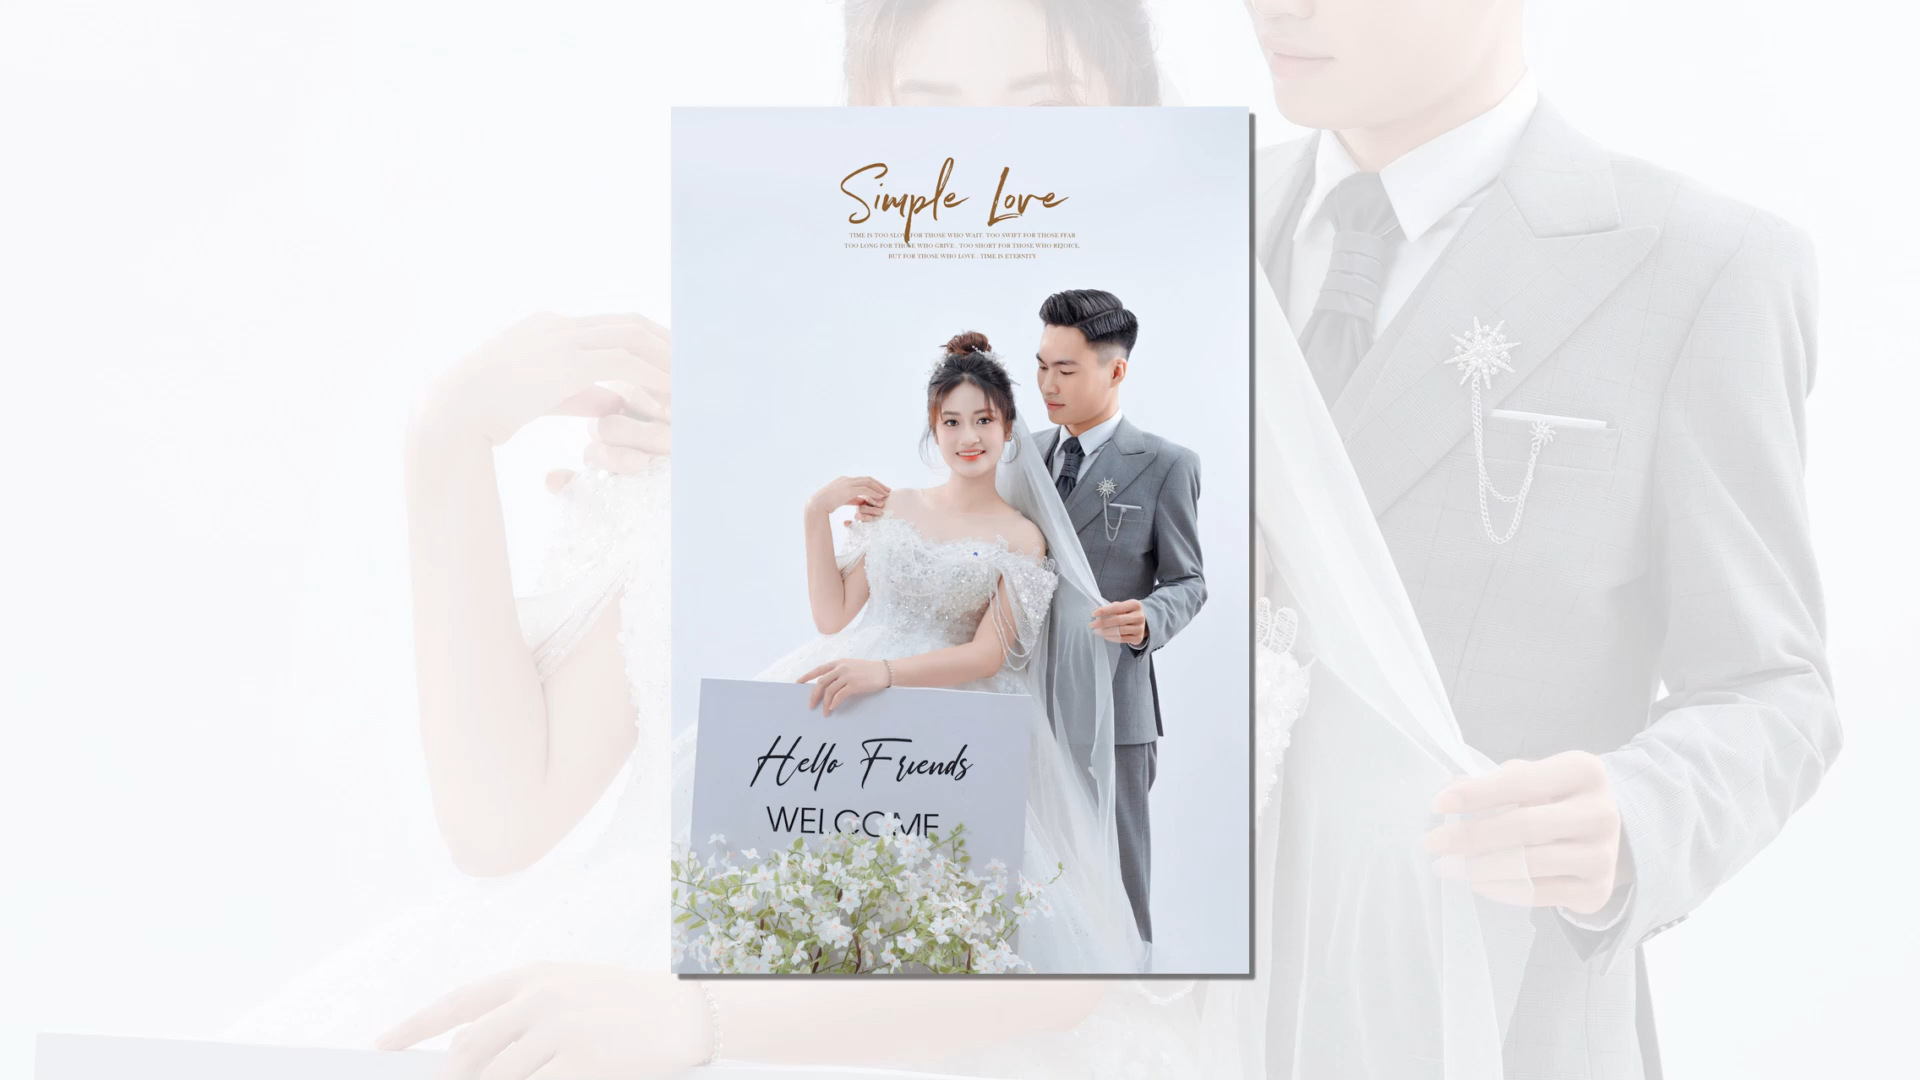 Simple Love
TIME IS TOO SLOW FOR THOSE WHO WAIT. TOO SWIFT FOR THOSE FFAR
TOO LONG FOR THOSE WHO GRIVE . TOO SHORT FOR THOSE WHO REJOICE.
BUT FOR THOSE WHO LOVE . TIME IS ETERNITY
Hello Friends
WELCOME